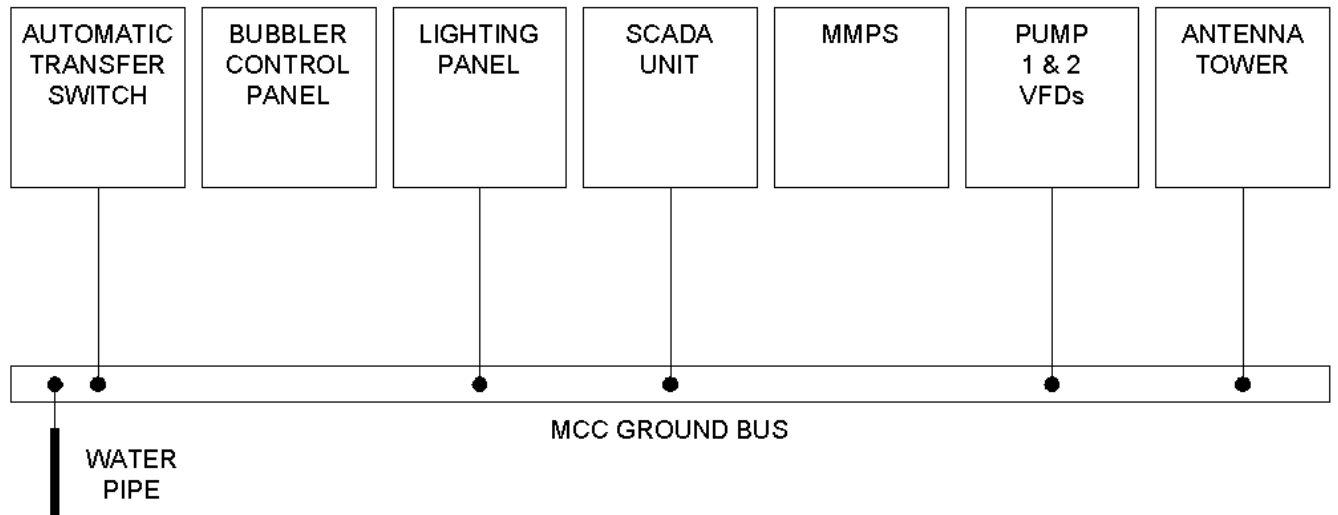 AUTOMATIC
TRANSFER
SWITCH
BUBBLER
CONTROL
PANEL
LIGHTING
PANEL
SCADA
UNIT
MMPS
PUMP
1 & 2
VFDs
ANTENNA
TOWER
MCC GROUND BUS
WATER
PIPE